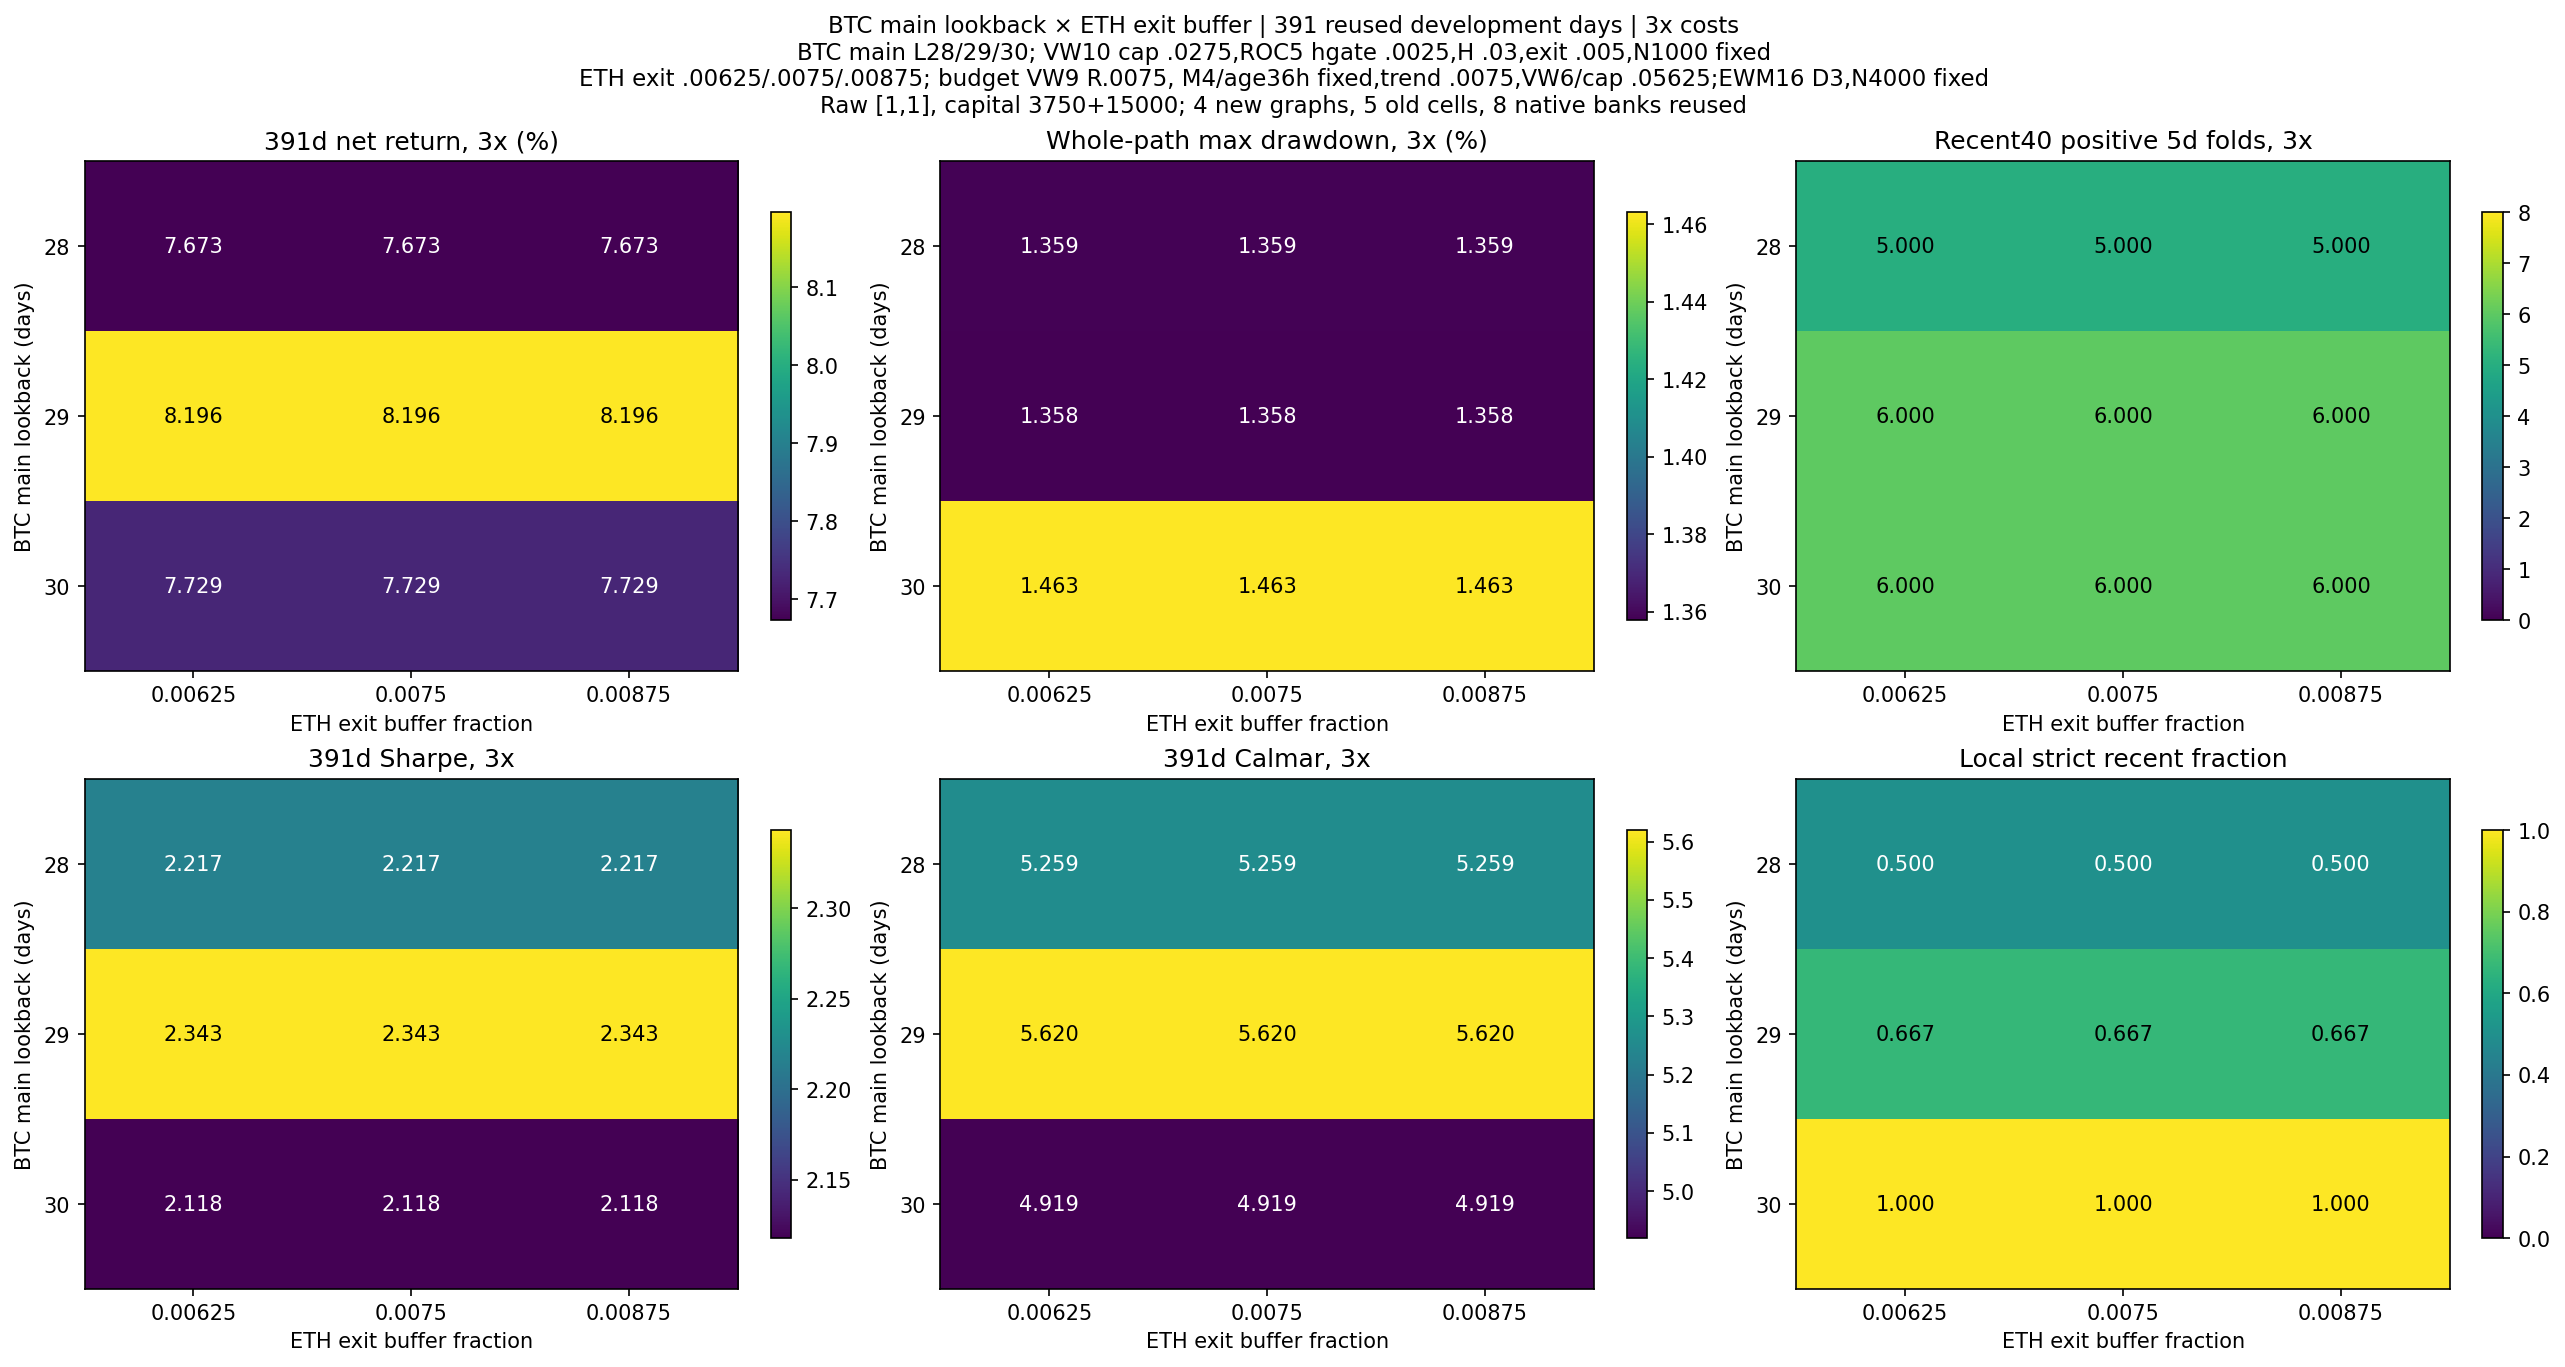 BTC main lookback × ETH exit buffer | 391 reused development days | 3x costs
BTC main L28/29/30; VW10 cap .0275,ROC5 hgate .0025,H .03,exit .005,N1000 fixed
ETH exit .00625/.0075/.00875; budget VW9 R.0075, M4/age36h fixed,trend .0075,VW6/cap .05625;EWM16 D3,N4000 fixed
Raw [1,1], capital 3750+15000; 4 new graphs, 5 old cells, 8 native banks reused
391d net return, 3x (%)
BTC main lookback (days)
28
29
30
7.673 7.673 7.673
8.196 8.196 8.196
7.729 7.729 7.729
0.00625 0.0075 0.00875
ETH exit buffer fraction
8.1
8.0
7.9
7.8
7.7
Whole-path max drawdown, 3x (%)
BTC main lookback (days)
28
29
30
1.359 1.359 1.359
1.358 1.358 1.358
1.463 1.463 1.463
0.00625 0.0075 0.00875
ETH exit buffer fraction
1.46
1.44
1.42
1.40
1.38
1.36
Recent40 positive 5d folds, 3x
BTC main lookback (days)
28
29
30
5.000 5.000 5.000
6.000 6.000 6.000
6.000 6.000 6.000
0.00625 0.0075 0.00875
ETH exit buffer fraction
8
7
6
5
4
3
2
1
0
391d Sharpe, 3x
BTC main lookback (days)
28
29
30
2.217 2.217 2.217
2.343 2.343 2.343
2.118 2.118 2.118
0.00625 0.0075 0.00875
ETH exit buffer fraction
2.30
2.25
2.20
2.15
391d Calmar, 3x
BTC main lookback (days)
28
29
30
5.259 5.259 5.259
5.620 5.620 5.620
4.919 4.919 4.919
0.00625 0.0075 0.00875
ETH exit buffer fraction
5.6
5.5
5.4
5.3
5.2
5.1
5.0
Local strict recent fraction
BTC main lookback (days)
28
29
30
0.500 0.500 0.500
0.667 0.667 0.667
1.000 1.000 1.000
0.00625 0.0075 0.00875
ETH exit buffer fraction
1.0
0.8
0.6
0.4
0.2
0.0